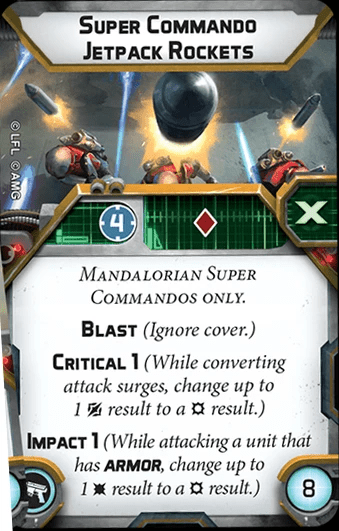 SUPER COMMANDO
JETPACK ROCKETS
© LFL © AMG
4
X
MANDALORIAN SUPER
COMMANDOS ONLY.
BLAST (Ignore cover.)
CRITICAL 1 (While converting
attack surges, change up to
1 result to a result.)
IMPACT 1 (While attacking a unit that
has ARMOR, change up to
1 result to a result.)
8